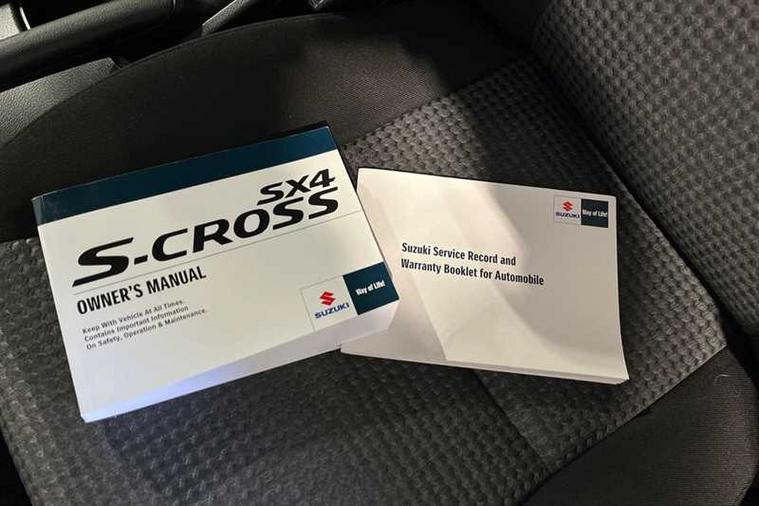 SX4
S-CROSS
OWNER'S MANUAL
Keep With Vehicle At All Times.
Contains Important Information
On Safety, Operation & Maintenance.
SUZUKI
Way of Life!
SUZUKI
Way of Life!
Suzuki Service Record and
Warranty Booklet for Automobile